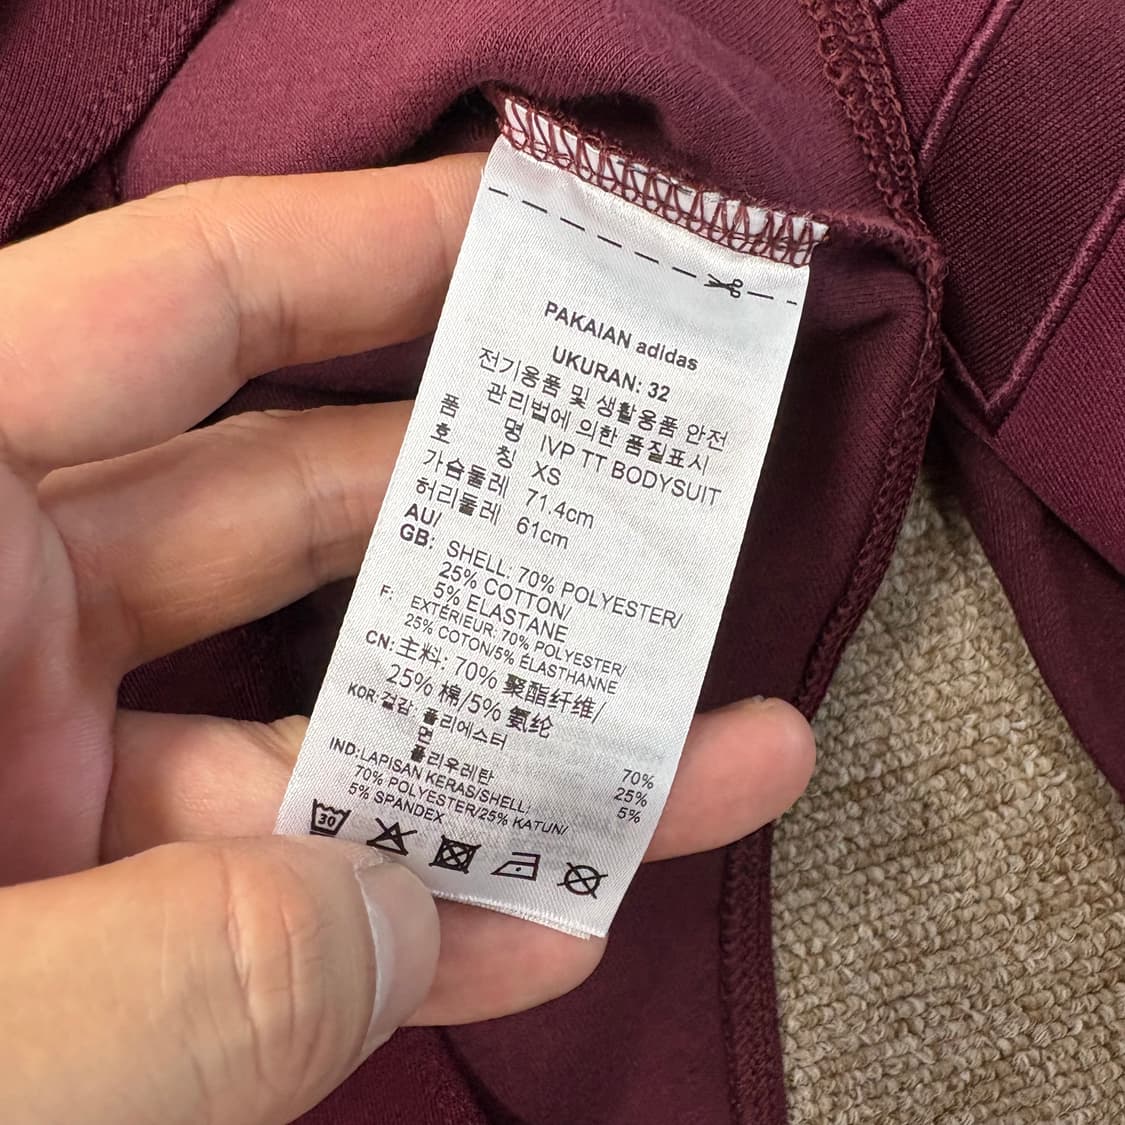 PAKAIAN adidas
UKURAN: 32
전기용품 및 생활용품 안전
관리법에 의한 품질표시
품 명 IVP TT BODYSUIT
호 칭 XS
가슴둘레 71.4cm
허리둘레 61cm
AU/
GB: SHELL: 70% POLYESTER/
25% COTTON/
5% ELASTANE
F: EXTÉRIEUR: 70% POLYESTER/
25% COTON/5% ÉLASTHANNE
CN: 主料: 70% 聚酯纤维/
25% 棉/5% 氨纶
KOR: 겉감: 폴리에스터 70%
면 25%
폴리우레탄 5%
IND: LAPISAN KERAS/SHELL:
70% POLYESTER/25% KATUN/
5% SPANDEX
30